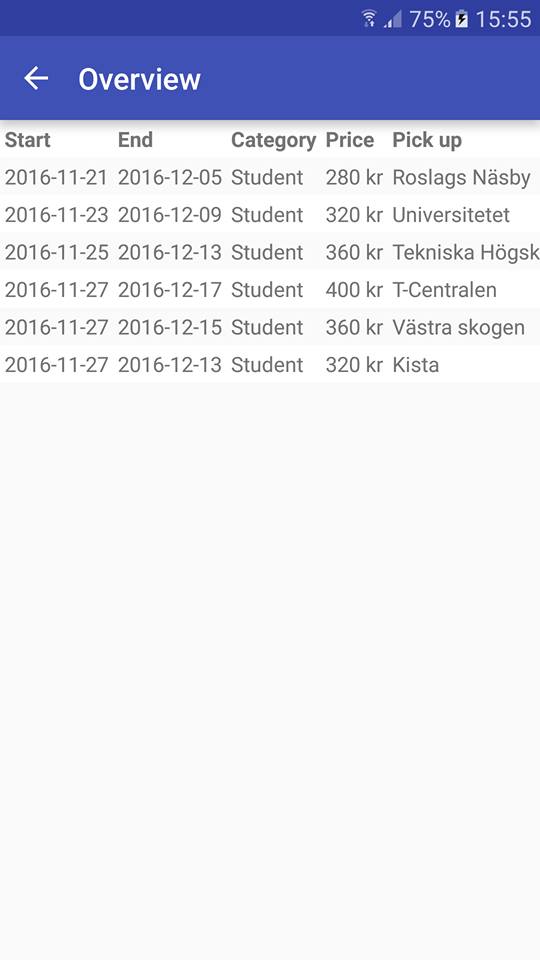 75% 15:55
Overview
Start End Category Price Pick up
2016-11-21 2016-12-05 Student 280 kr Roslags Näsby
2016-11-23 2016-12-09 Student 320 kr Universitetet
2016-11-25 2016-12-13 Student 360 kr Tekniska Högsk
2016-11-27 2016-12-17 Student 400 kr T-Centralen
2016-11-27 2016-12-15 Student 360 kr Västra skogen
2016-11-27 2016-12-13 Student 320 kr Kista